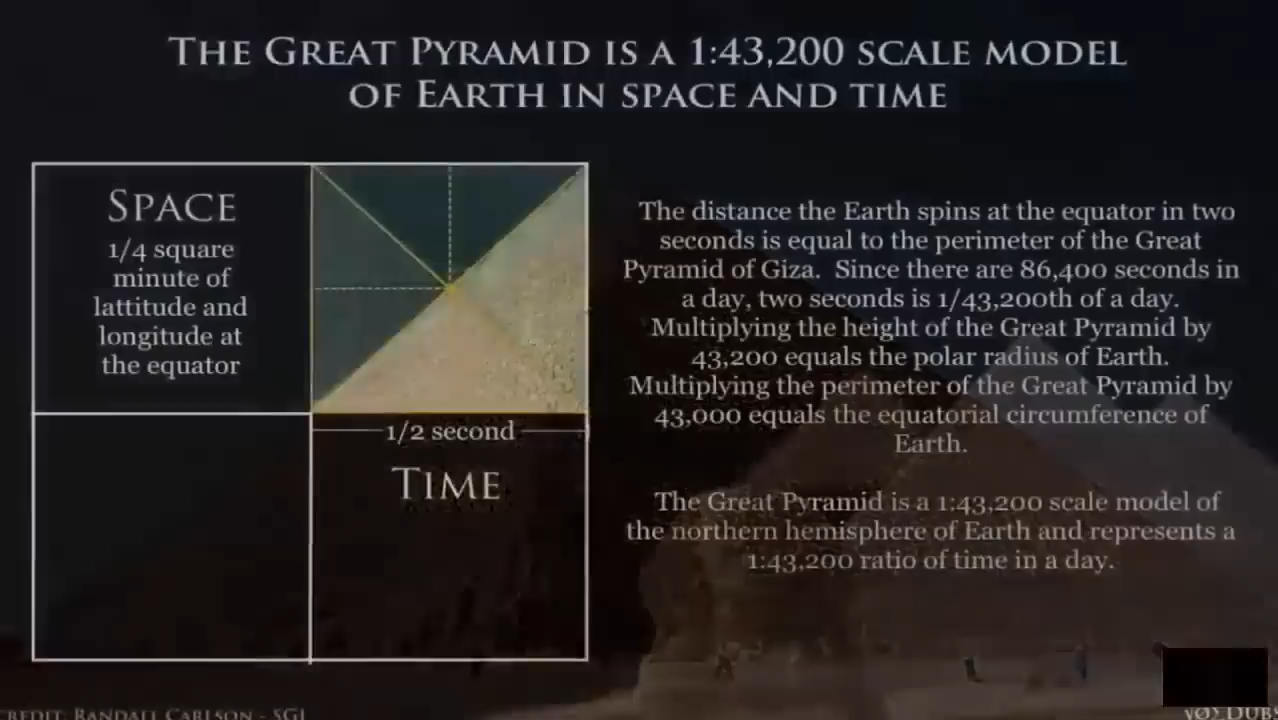 THE GREAT PYRAMID IS A 1:43,200 SCALE MODEL
OF EARTH IN SPACE AND TIME
SPACE
1/4 square
minute of
lattitude and
longitude at
the equator
1/2 second
TIME
The distance the Earth spins at the equator in two
seconds is equal to the perimeter of the Great
Pyramid of Giza.  Since there are 86,400 seconds in
a day, two seconds is 1/43,200th of a day.
Multiplying the height of the Great Pyramid by
43,200 equals the polar radius of Earth.
Multiplying the perimeter of the Great Pyramid by
43,000 equals the equatorial circumference of
Earth.
The Great Pyramid is a 1:43,200 scale model of
the northern hemisphere of Earth and represents a
1:43,200 ratio of time in a day.
RANDALL CARLSON - SGI